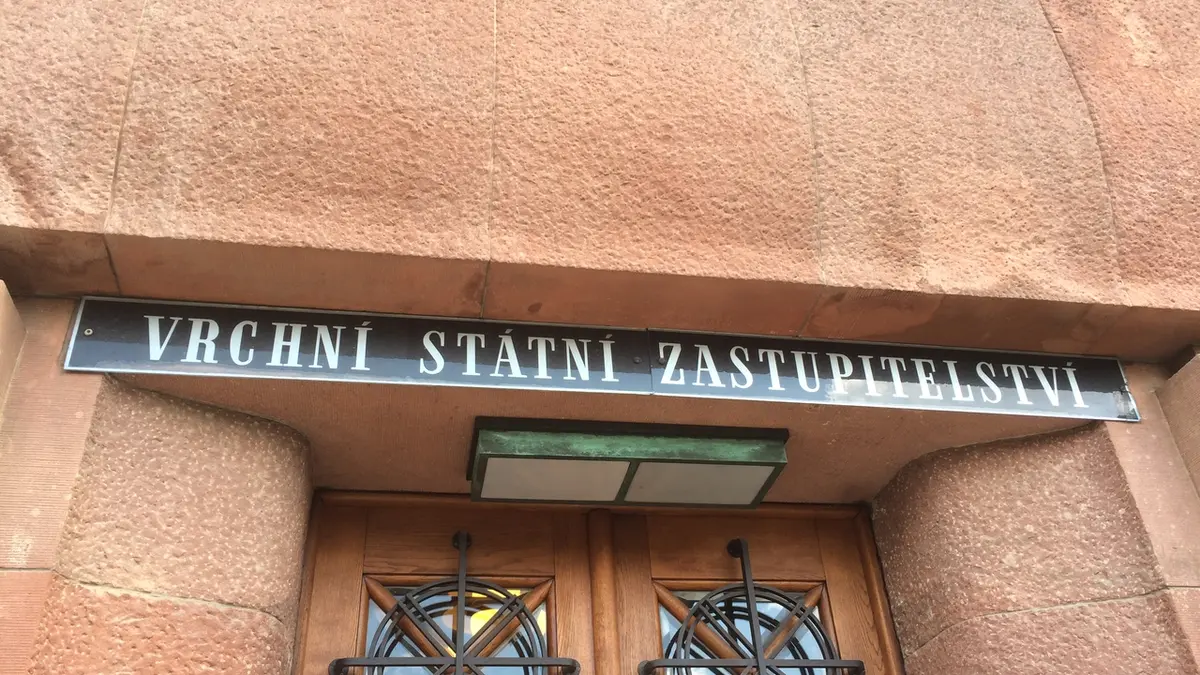 VRCHNÍ STÁTNÍ ZASTUPITELSTVÍ